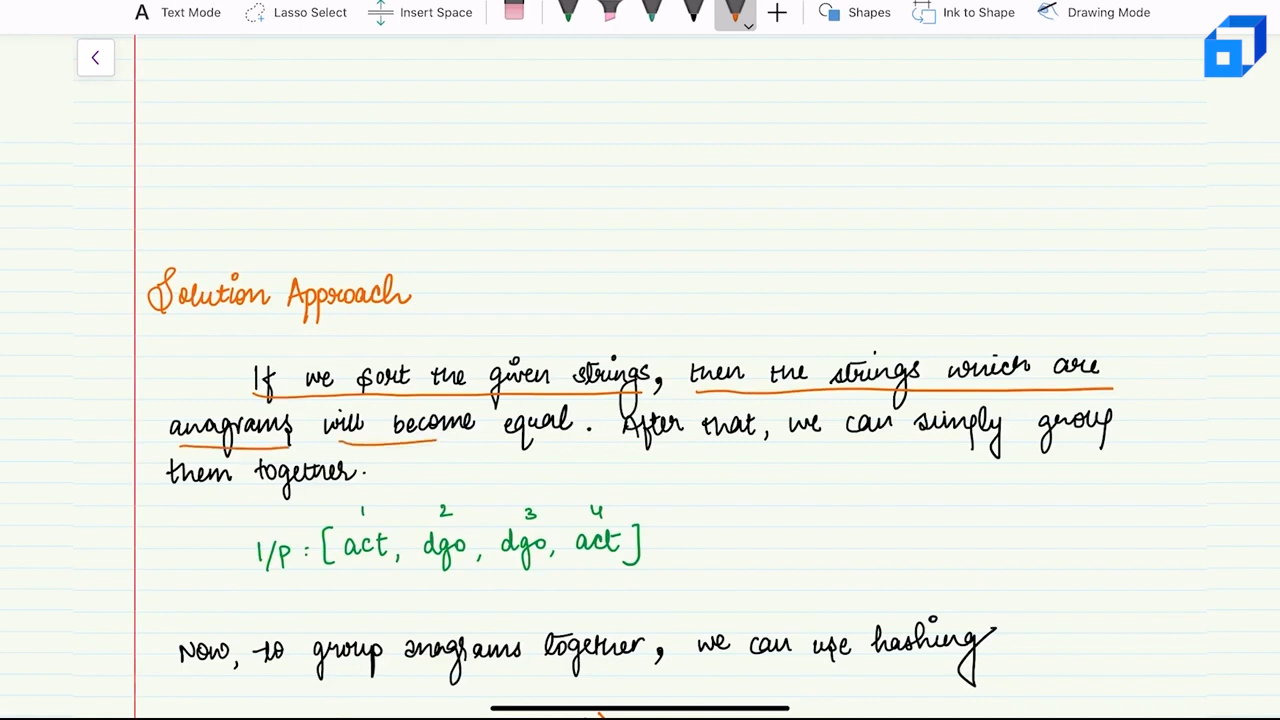 A Text Mode Lasso Select Insert Space Shapes Ink to Shape Drawing Mode
Solution Approach
If we sort the given strings, then the strings which are
anagrams will become equal. After that, we can simply group
them together.
1 2 3 4
I/P : [act, dgo, dgo, act]
Now, to group anagrams together, we can use hashing